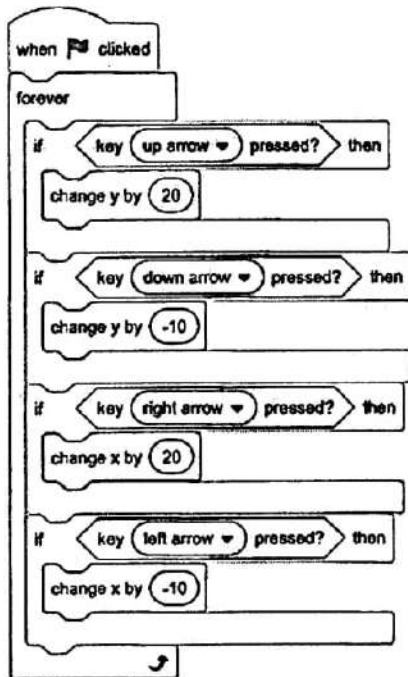 when clicked
forever
if key up arrow pressed? then
change y by 20
if key down arrow pressed? then
change y by -10
if key right arrow pressed? then
change x by 20
if key left arrow pressed? then
change x by -10